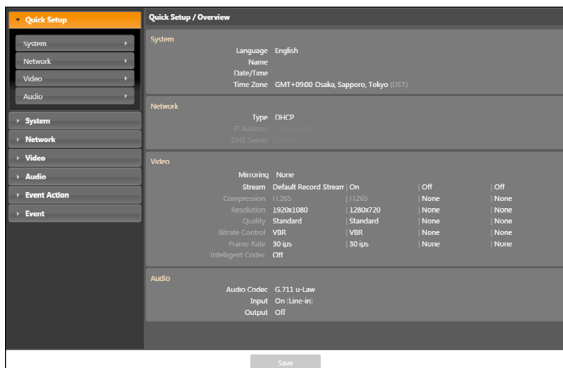 Quick Setup
System
Network
Video
Audio
System
Network
Video
Audio
Event Action
Event
Quick Setup / Overview
System
Language English
Name
Date/Time
Time Zone GMT+09:00 Osaka, Sapporo, Tokyo (DST)
Network
Type DHCP
IP Address
DNS Server
Video
Mirroring None
Stream Default Record Stream | On | Off | Off
Compression H.265 | H.265 | None | None
Resolution 1920x1080 | 1280x720 | None | None
Quality Standard | Standard | None | None
Bitrate Control VBR | VBR | None | None
Frame Rate 30 ips | 30 ips | None | None
Intelligent Codec Off
Audio
Audio Codec G.711 u-Law
Input On (Line-in)
Output Off
Save